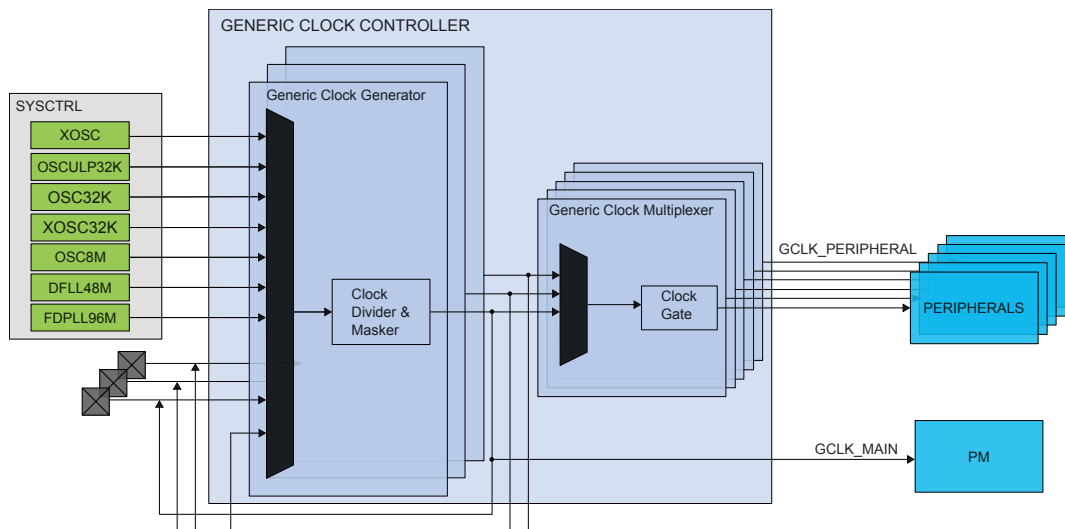 GENERIC CLOCK CONTROLLER
Generic Clock Generator
SYSCTRL
XOSC
OSCULP32K
OSC32K
XOSC32K
OSC8M
DFLL48M
FDPLL96M
Clock
Divider &
Masker
Generic Clock Multiplexer
Clock
Gate
GCLK_PERIPHERAL
PERIPHERALS
GCLK_MAIN
PM